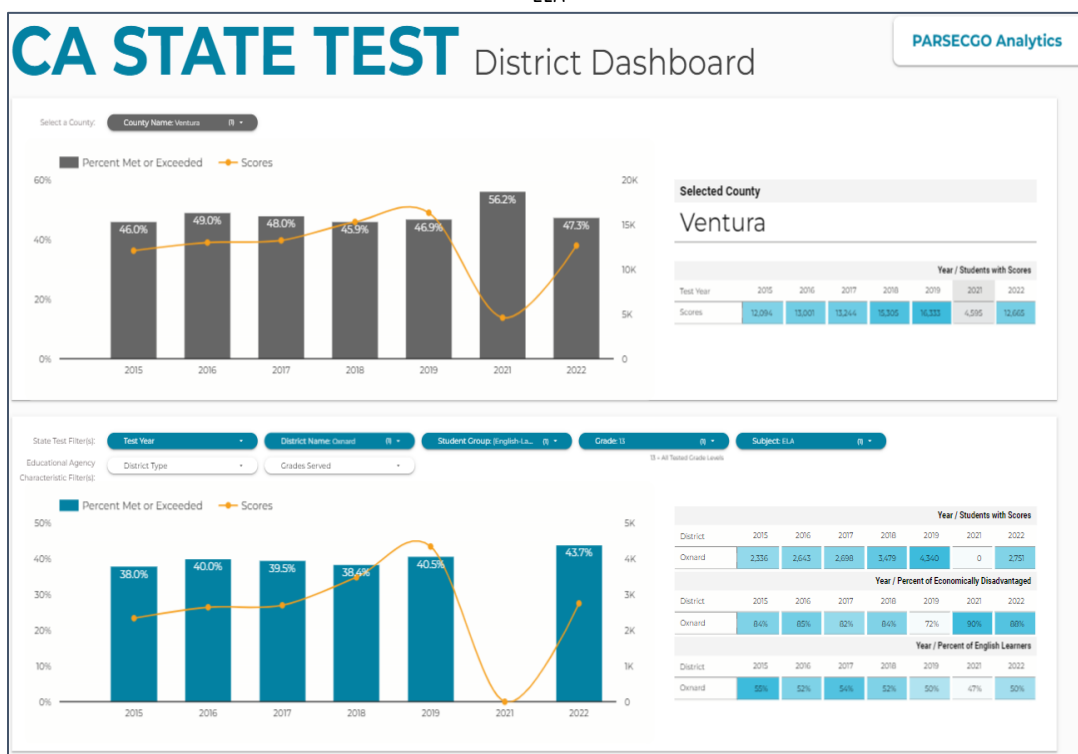 ELA
CA STATE TEST District Dashboard
PARSECGO Analytics
Select a County: County Name: Ventura (1)
Percent Met or Exceeded Scores
60% 20K
40% 15K
10K
20% 5K
0% 0
46.0% 49.0% 48.0% 45.9% 46.9% 56.2% 47.3%
2015 2016 2017 2018 2019 2021 2022
Selected County
Ventura
Year / Students with Scores
Test Year 2015 2016 2017 2018 2019 2021 2022
Scores 12,094 13,001 13,244 15,305 16,333 4,595 12,665
State Test Filter(s): Test Year District Name: Oxnard (1) Student Group: (English-La... (1) Grade: 13 (1) Subject: ELA (1)
13 = All Tested Grade Levels
Educational Agency
Characteristic Filter(s):
District Type Grades Served
Percent Met or Exceeded Scores
50% 5K
40% 4K
30% 3K
20% 2K
10% 1K
0% 0
38.0% 40.0% 39.5% 38.4% 40.5% 43.7%
2015 2016 2017 2018 2019 2021 2022
Year / Students with Scores
District 2015 2016 2017 2018 2019 2021 2022
Oxnard 2,336 2,643 2,698 3,479 4,340 0 2,751
Year / Percent of Economically Disadvantaged
District 2015 2016 2017 2018 2019 2021 2022
Oxnard 84% 85% 82% 84% 72% 90% 88%
Year / Percent of English Learners
District 2015 2016 2017 2018 2019 2021 2022
Oxnard 55% 52% 54% 52% 50% 47% 50%